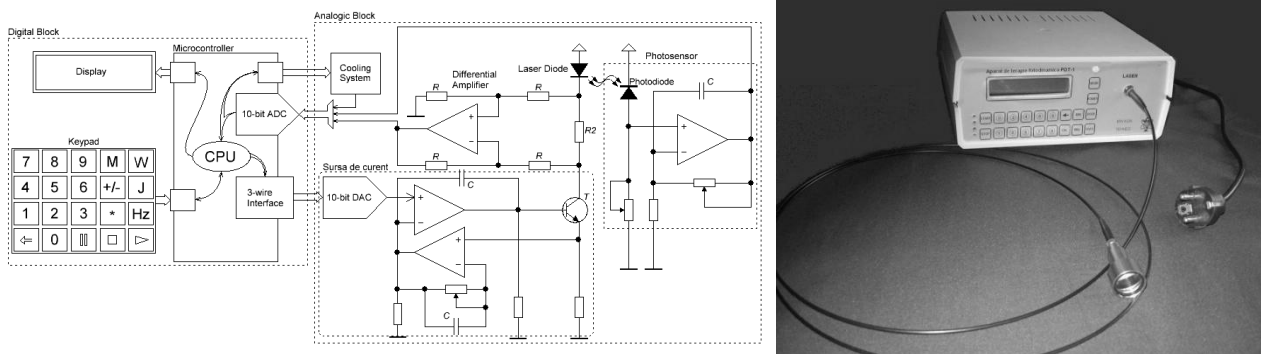 Analogic Block
Digital Block
Microcontroller
Display
Cooling System
Differential Amplifier
Laser Diode
Photosensor
Photodiode
C
R
R
10-bit ADC
R2
Keypad
CPU
R
R
7 8 9 M W
4 5 6 +/- J
1 2 3 * Hz
0
Sursa de curent
3-wire Interface
10-bit DAC
C
T
C
+
−
+
−
+
−
+
−
LASER